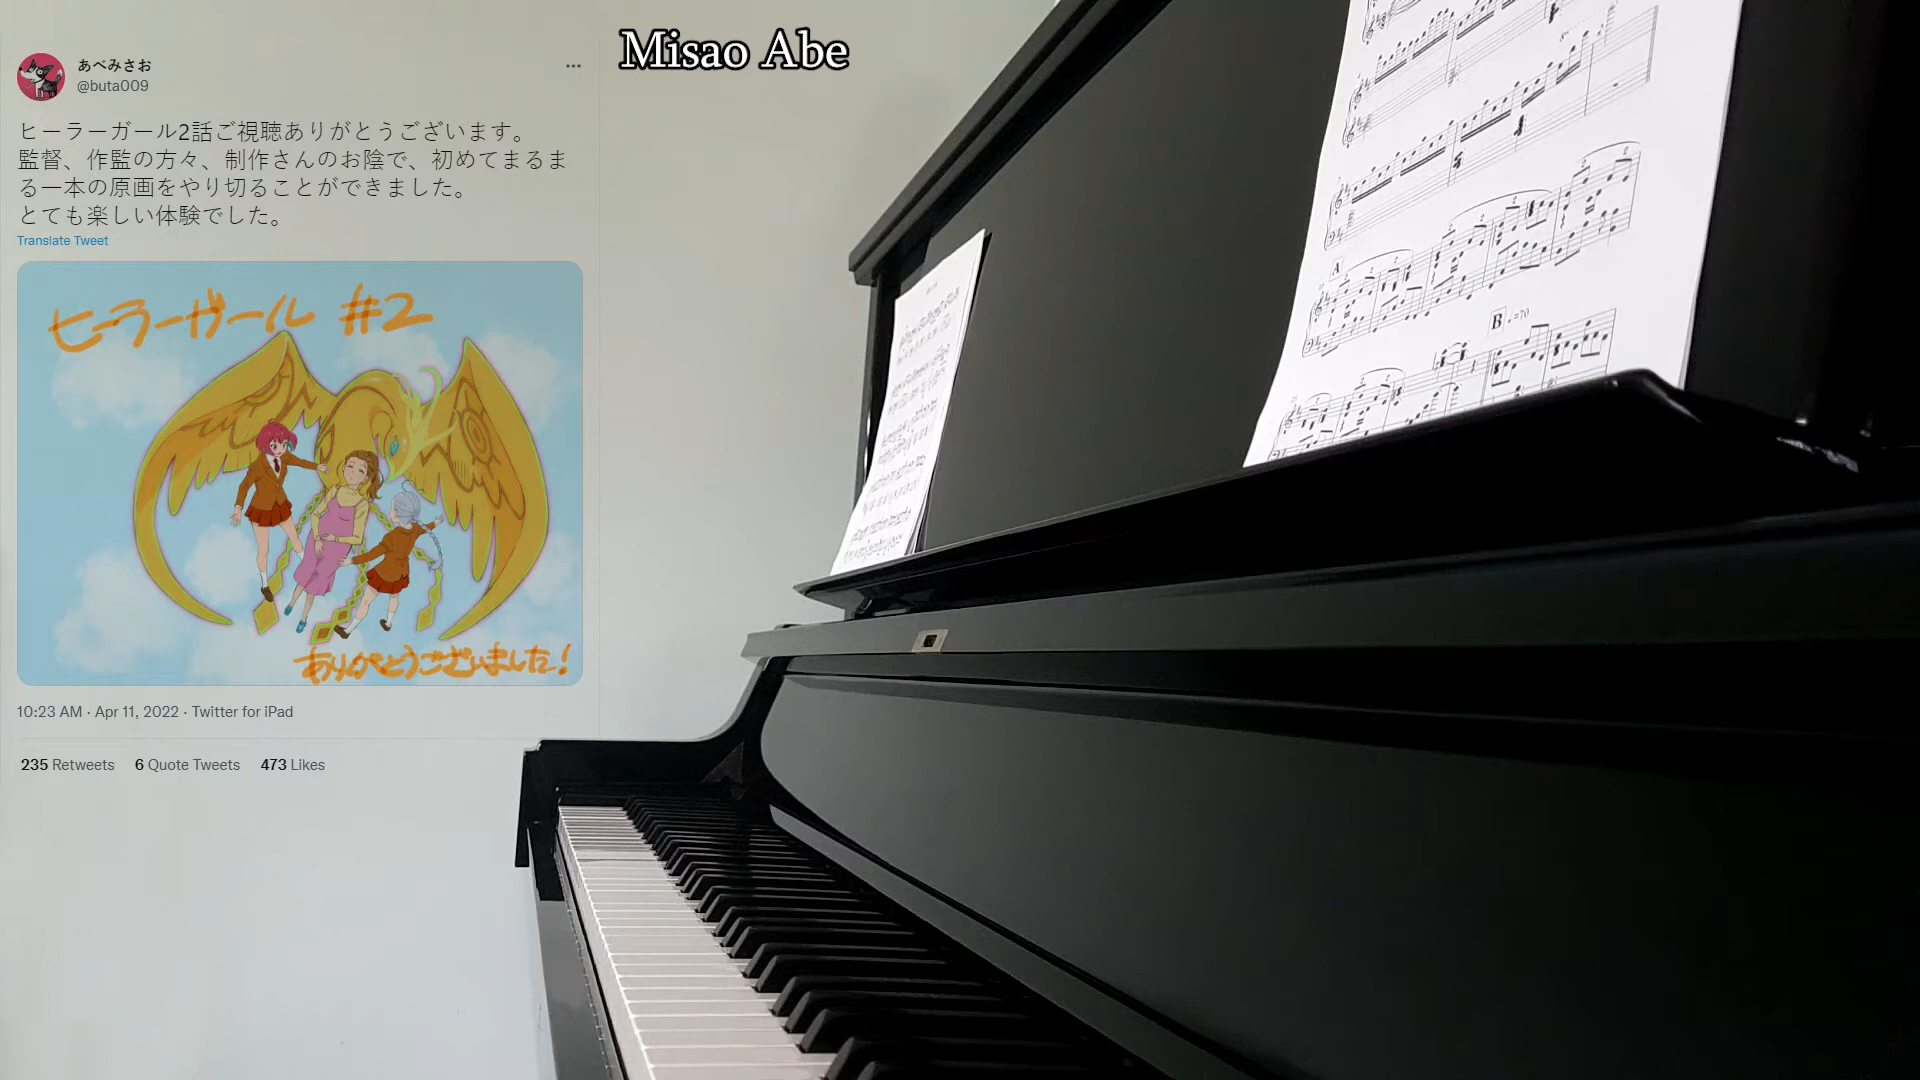 Misao Abe
あべみさお
@buta009
ヒーラーガール2話ご視聴ありがとうございます。
監督、作監の方々、制作さんのお陰で、初めてまるま
る一本の原画をやり切ることができました。
とても楽しい体験でした。
Translate Tweet
ヒーラーガール #2
ありがとうございました!
10:23 AM · Apr 11, 2022 · Twitter for iPad
235 Retweets 6 Quote Tweets 473 Likes
A
B ♩=70